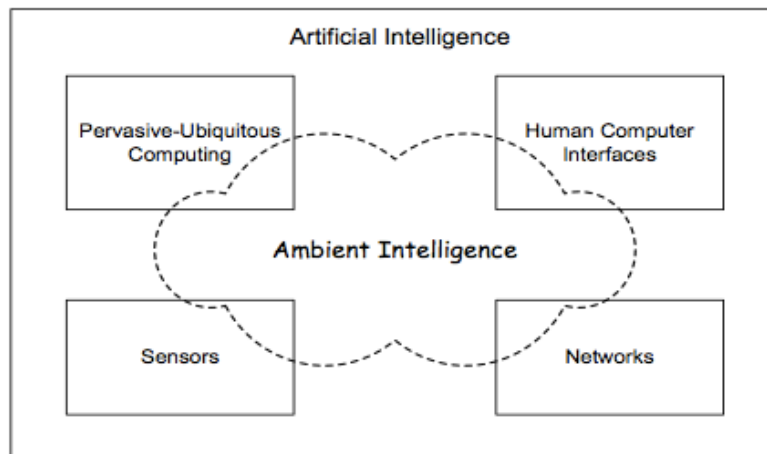 Artificial Intelligence
Pervasive-Ubiquitous
Computing
Human Computer
Interfaces
Ambient Intelligence
Sensors
Networks